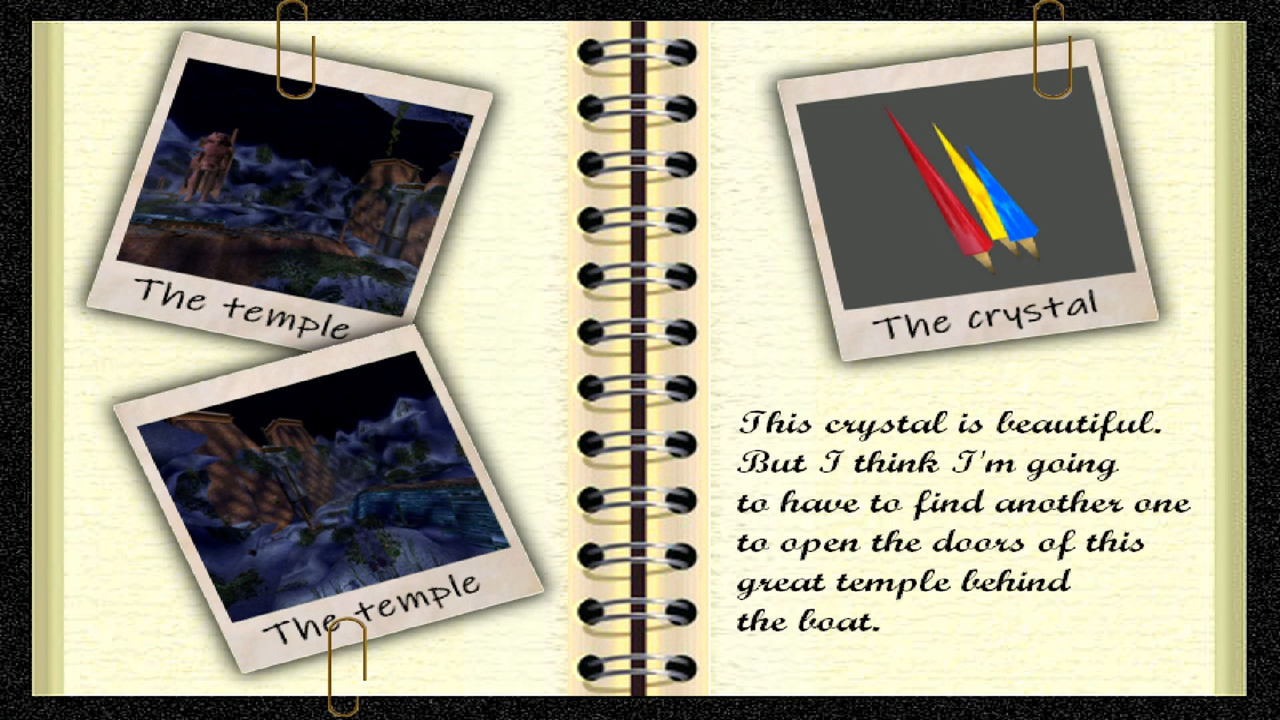 The temple
The temple
The crystal
This crystal is beautiful.
But I think I'm going
to have to find another one
to open the doors of this
great temple behind
the boat.